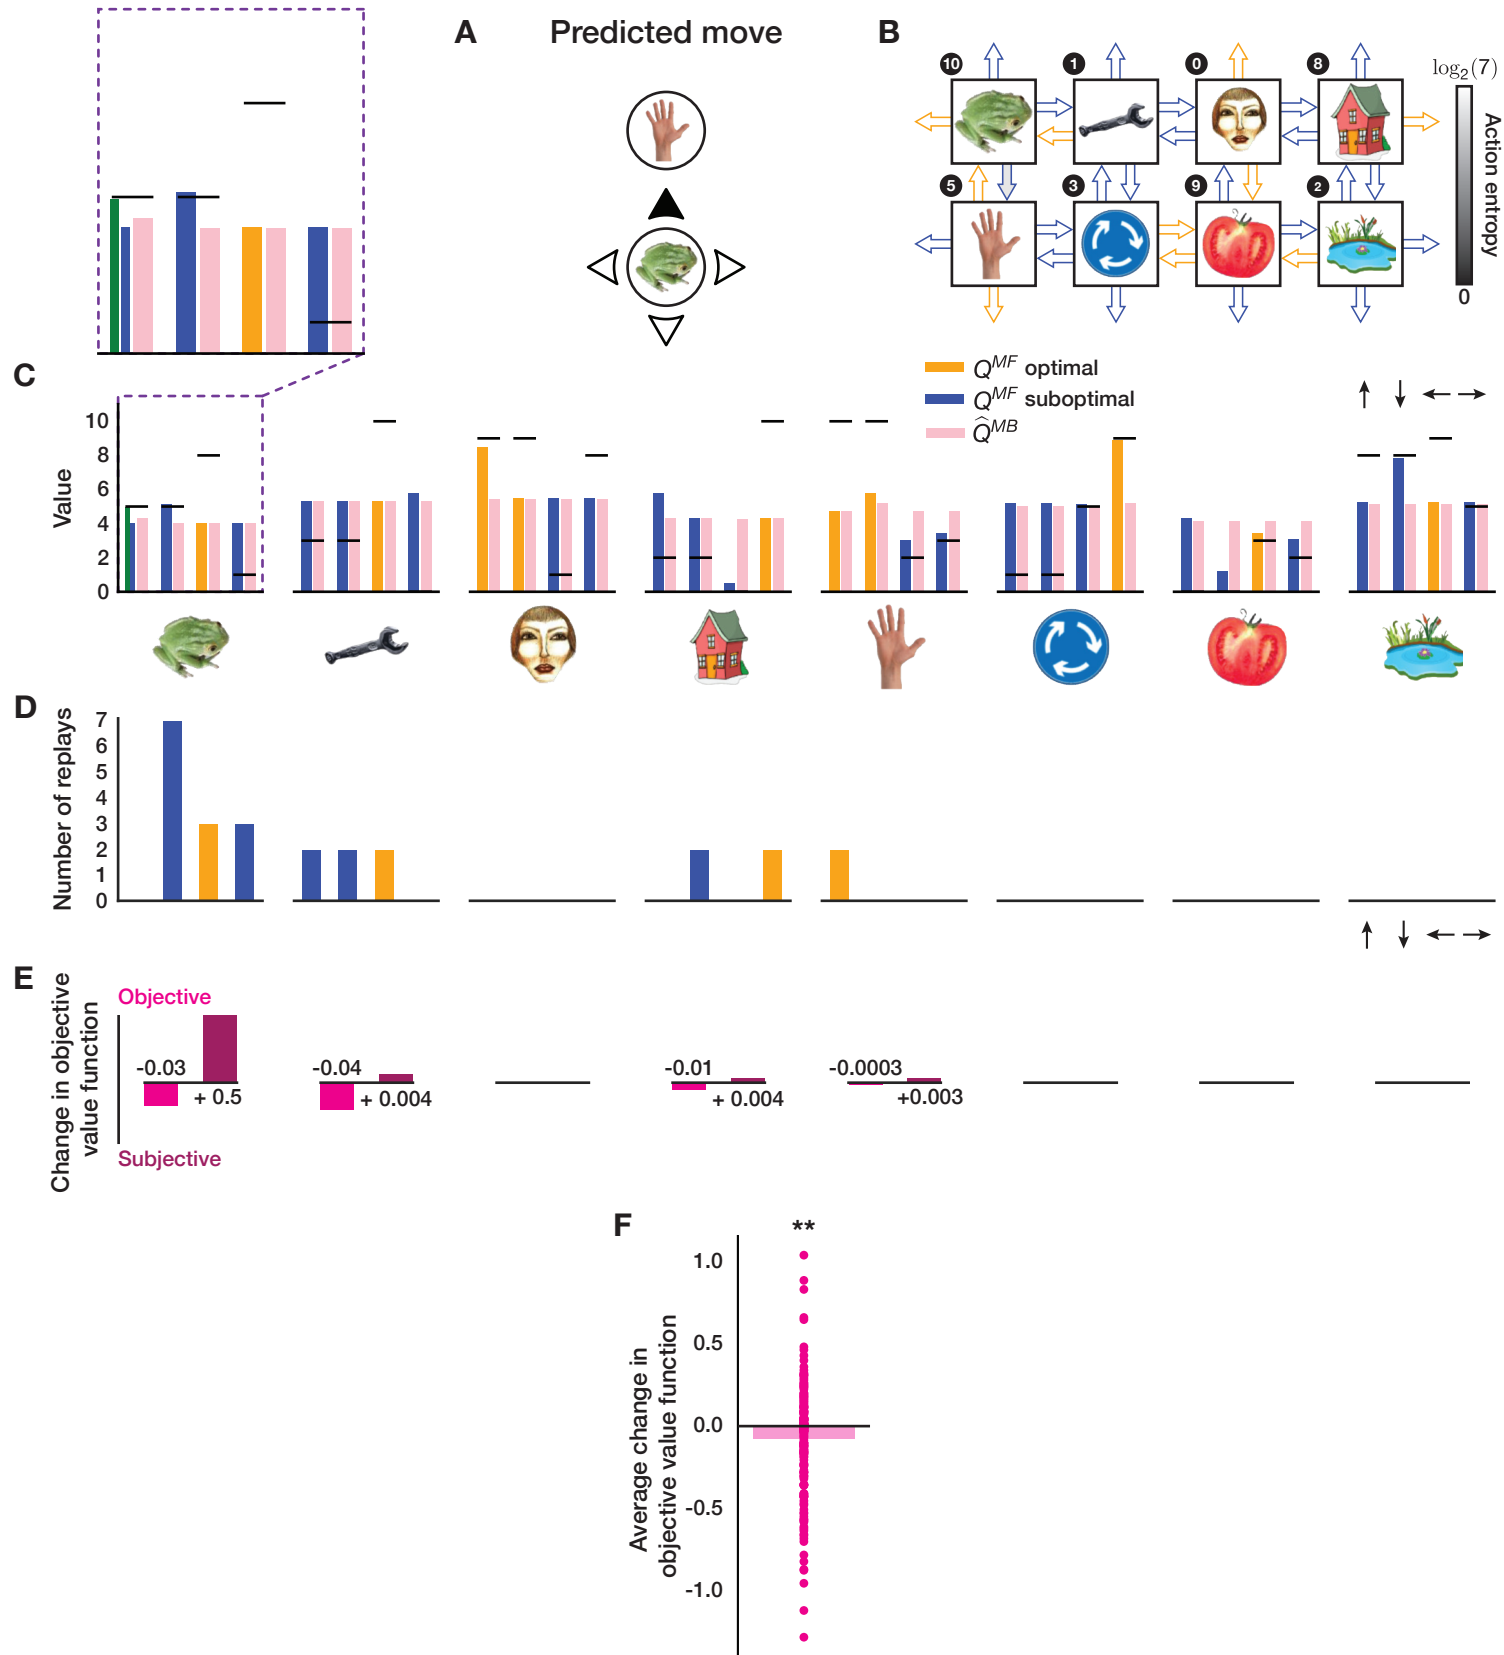 A Predicted move
B
10 1 0 8
5 3 9 2
log₂(7)
Action entropy
0
C
Q^MF optimal
Q^MF suboptimal
Q̂^MB
↑ ↓ ← →
Value
10
8
6
4
2
0
D
Number of replays
7
6
5
4
3
2
1
0
↑ ↓ ← →
E
Change in objective
value function
Objective
-0.03
+ 0.5
-0.04
+ 0.004
-0.01
+ 0.004
-0.0003
+0.003
Subjective
F
**
Average change in
objective value function
1.0
0.5
0.0
-0.5
-1.0